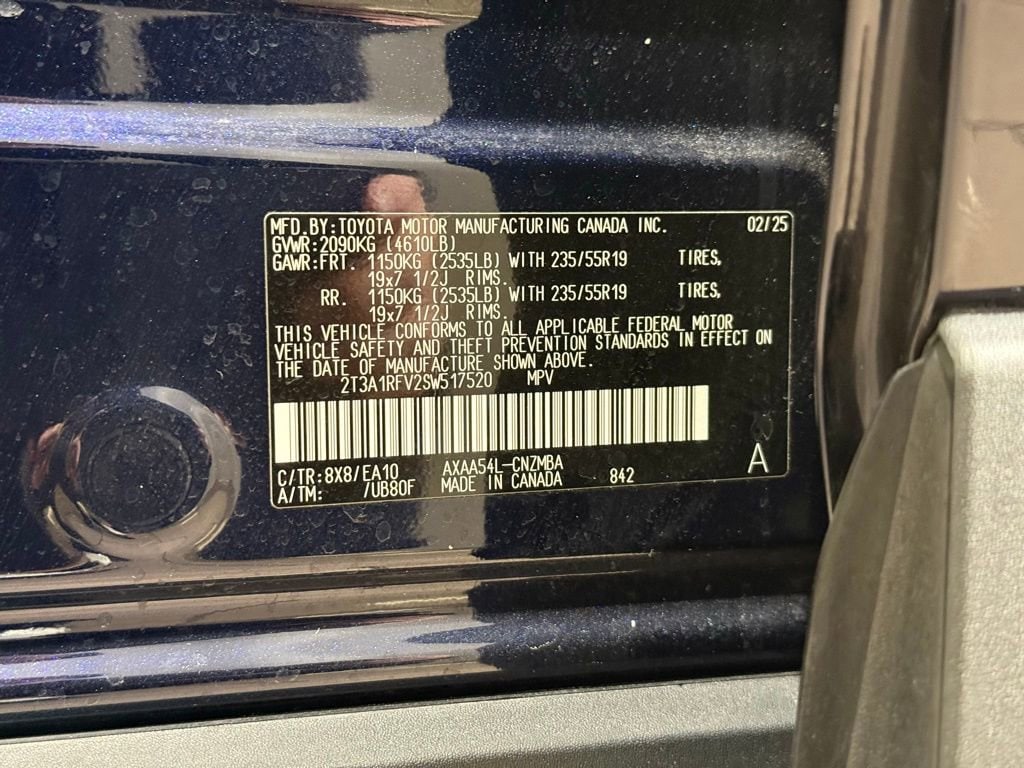 MFD.BY:TOYOTA MOTOR MANUFACTURING CANADA INC. 02/25
GVWR:2090KG (4610LB)
GAWR:FRT. 1150KG (2535LB) WITH 235/55R19 TIRES,
19x7 1/2J RIMS.
RR. 1150KG (2535LB) WITH 235/55R19 TIRES,
19x7 1/2J RIMS.
THIS VEHICLE CONFORMS TO ALL APPLICABLE FEDERAL MOTOR
VEHICLE SAFETY AND THEFT PREVENTION STANDARDS IN EFFECT ON
THE DATE OF MANUFACTURE SHOWN ABOVE.
2T3A1RFV2SW517520 MPV
C/TR:8X8/EA10 AXAA54L-CNZMBA
A/TM: /UB80F MADE IN CANADA 842
A